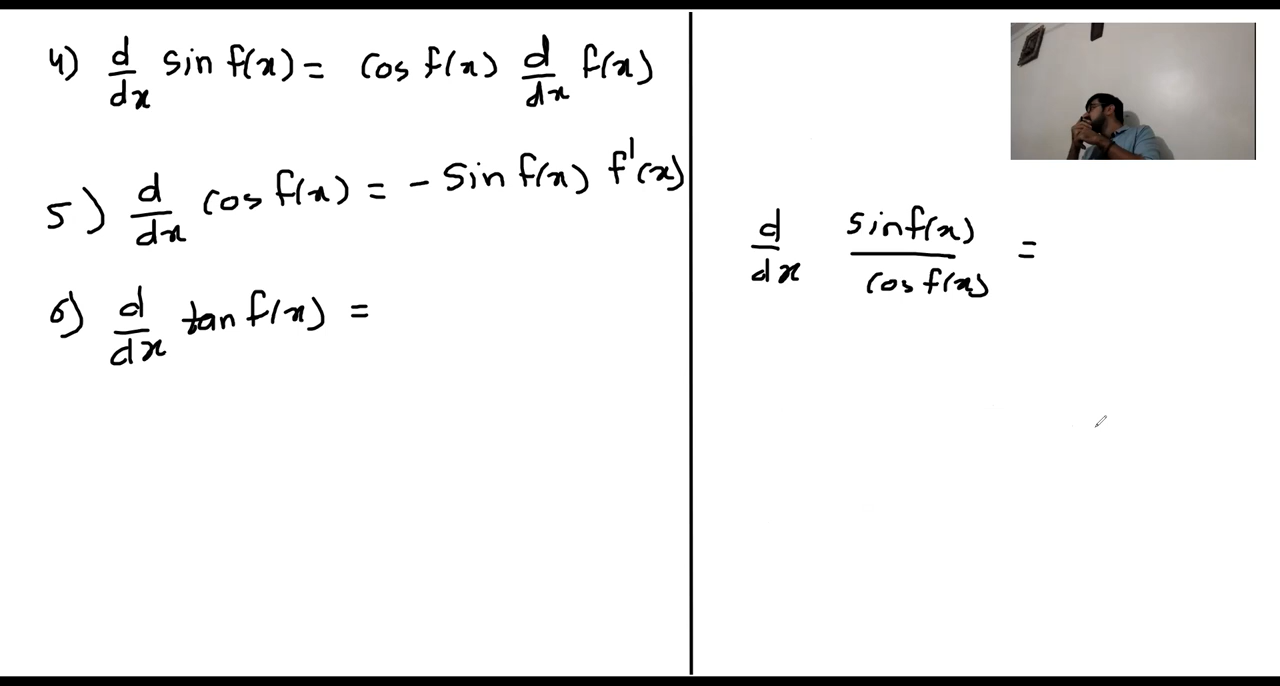 4) d/dx sin f(x) = cos f(x) d/dx f(x)
5) d/dx cos f(x) = - sin f(x) f'(x)
6) d/dx tan f(x) =
d/dx sin f(x)/cos f(x) =